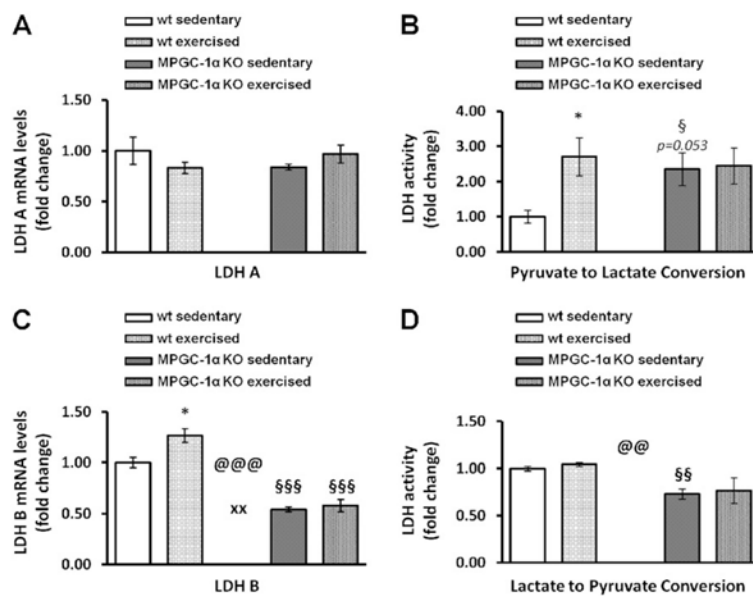 A
wt sedentary
wt exercised
MPGC-1α KO sedentary
MPGC-1α KO exercised
LDH A mRNA levels
(fold change)
1.50
1.00
0.50
0.00
LDH A
B
wt sedentary
wt exercised
MPGC-1α KO sedentary
MPGC-1α KO exercised
LDH activity
(fold change)
4.00
3.00
2.00
1.00
0.00
*
§
p=0.053
Pyruvate to Lactate Conversion
C
wt sedentary
wt exercised
MPGC-1α KO sedentary
MPGC-1α KO exercised
LDH B mRNA levels
(fold change)
1.50
1.00
0.50
0.00
*
@@@
xx
§§§ §§§
LDH B
D
wt sedentary
wt exercised
MPGC-1α KO sedentary
MPGC-1α KO exercised
LDH activity
(fold change)
1.50
1.00
0.50
0.00
@@
§§
Lactate to Pyruvate Conversion